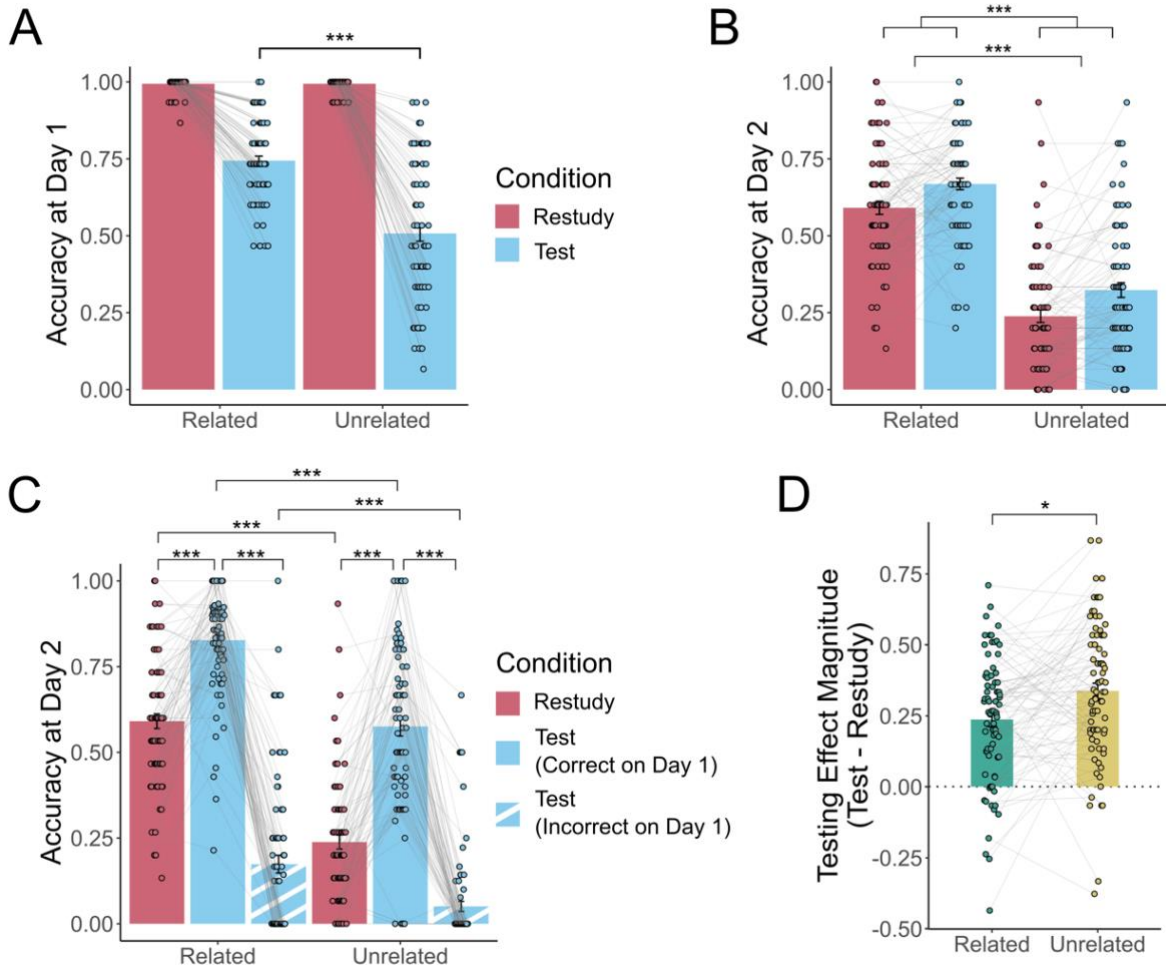 A
***
Accuracy at Day 1
1.00
0.75
0.50
0.25
0.00
Related
Unrelated
Condition
Restudy
Test
B
***
***
Accuracy at Day 2
1.00
0.75
0.50
0.25
0.00
Related
Unrelated
C
***
***
***
***
***
***
***
Accuracy at Day 2
1.00
0.75
0.50
0.25
0.00
Related
Unrelated
Condition
Restudy
Test
(Correct on Day 1)
Test
(Incorrect on Day 1)
D
*
Testing Effect Magnitude
(Test - Restudy)
0.75
0.50
0.25
0.00
-0.25
-0.50
Related
Unrelated